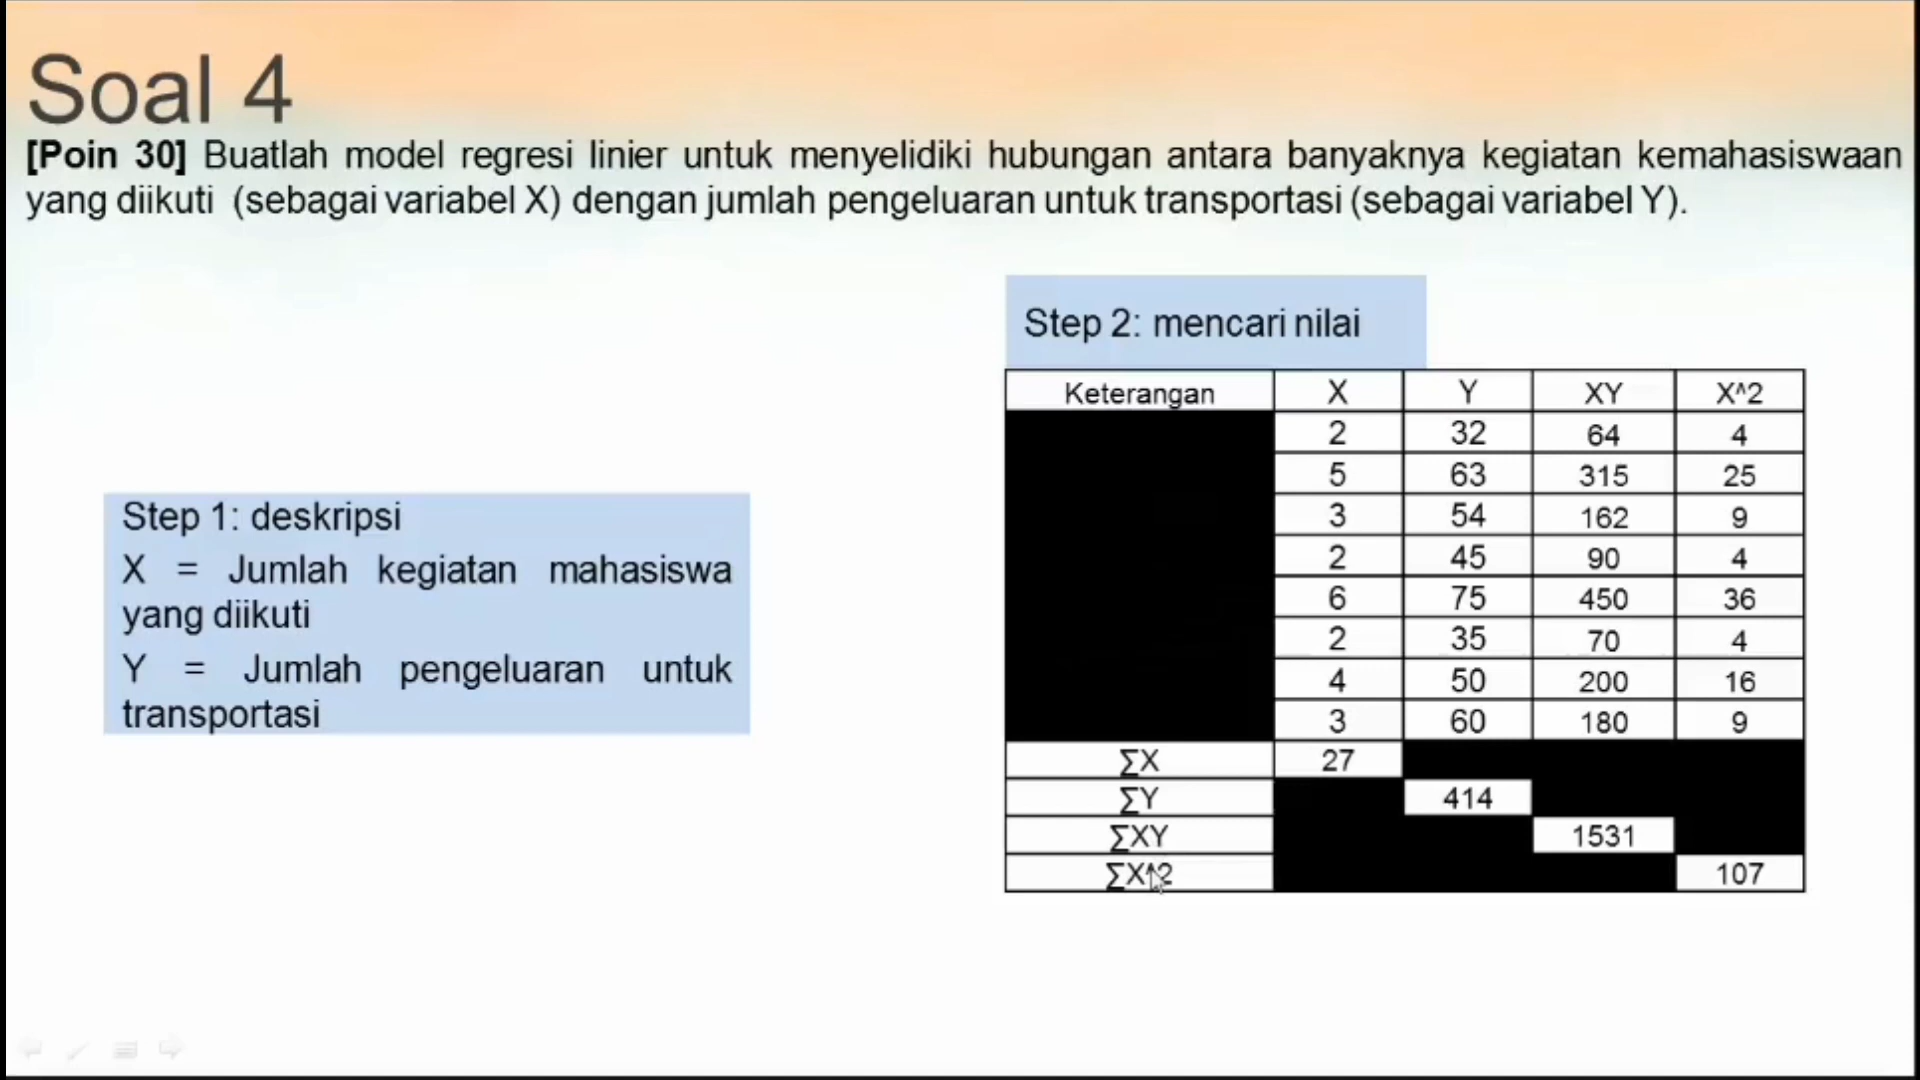 Soal 4
[Poin 30] Buatlah model regresi linier untuk menyelidiki hubungan antara banyaknya kegiatan kemahasiswaan
yang diikuti (sebagai variabel X) dengan jumlah pengeluaran untuk transportasi (sebagai variabel Y).
Step 1: deskripsi
X = Jumlah kegiatan mahasiswa
yang diikuti
Y = Jumlah pengeluaran untuk
transportasi
Step 2: mencari nilai
Keterangan X Y XY X^2
2 32 64 4
5 63 315 25
3 54 162 9
2 45 90 4
6 75 450 36
2 35 70 4
4 50 200 16
3 60 180 9
∑X 27
∑Y 414
∑XY 1531
∑X^2 107